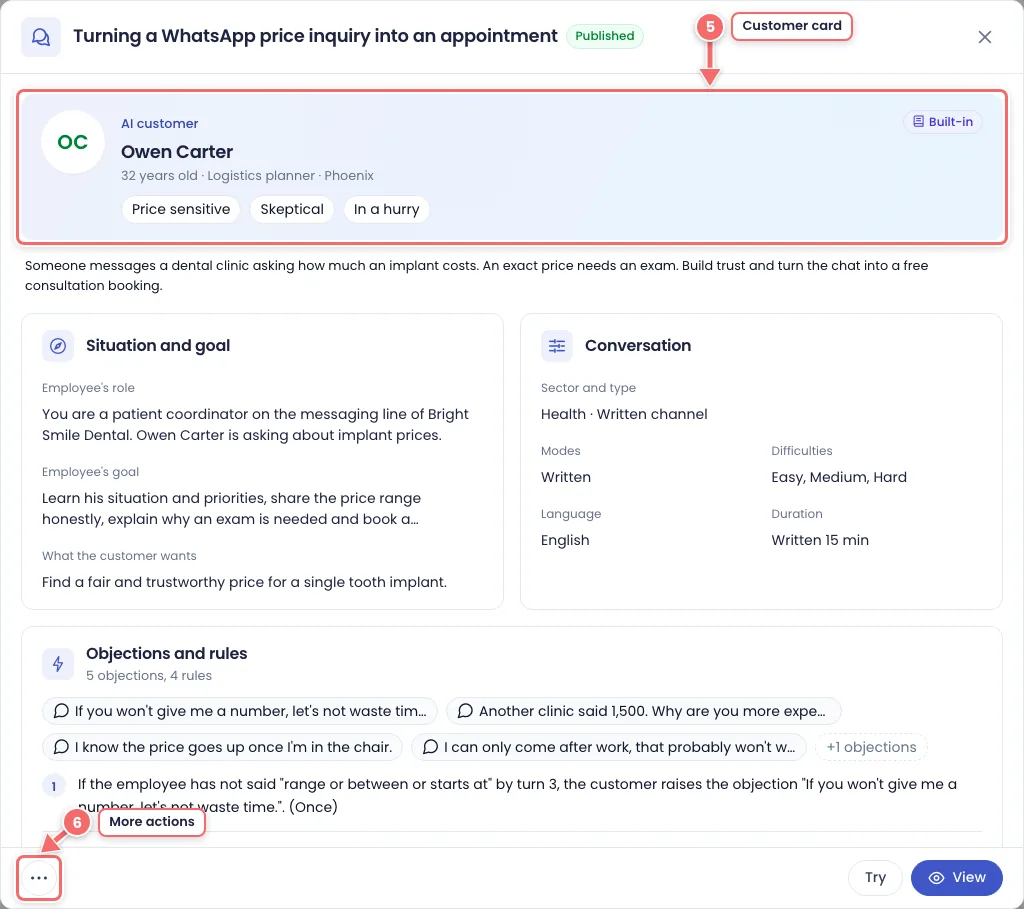 Turning a WhatsApp price inquiry into an appointment
Published
5
Customer card
OC
AI customer
Built-in
Owen Carter
32 years old · Logistics planner · Phoenix
Price sensitive
Skeptical
In a hurry
Someone messages a dental clinic asking how much an implant costs. An exact price needs an exam. Build trust and turn the chat into a free
consultation booking.
Situation and goal
Employee's role
You are a patient coordinator on the messaging line of Bright
Smile Dental. Owen Carter is asking about implant prices.
Employee's goal
Learn his situation and priorities, share the price range
honestly, explain why an exam is needed and book a…
What the customer wants
Find a fair and trustworthy price for a single tooth implant.
Conversation
Sector and type
Health · Written channel
Modes
Written
Difficulties
Easy, Medium, Hard
Language
English
Duration
Written 15 min
Objections and rules
5 objections, 4 rules
If you won't give me a number, let's not waste tim…
Another clinic said 1,500. Why are you more expe…
I know the price goes up once I'm in the chair.
I can only come after work, that probably won't w…
+1 objections
1
If the employee has not said "range or between or starts at" by turn 3, the customer raises the objection "If you won't give me a
number, let's not waste time.". (Once)
6
More actions
Try
View